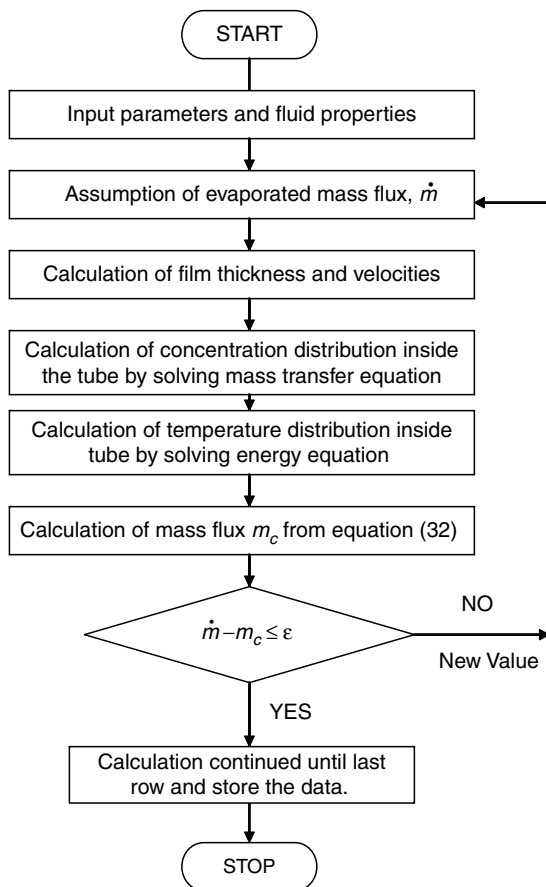 START
Input parameters and fluid properties
Assumption of evaporated mass flux, ṁ
Calculation of film thickness and velocities
Calculation of concentration distribution inside
the tube by solving mass transfer equation
Calculation of temperature distribution inside
tube by solving energy equation
Calculation of mass flux m_c from equation (32)
ṁ – m_c ≤ ε
NO
New Value
YES
Calculation continued until last
row and store the data.
STOP